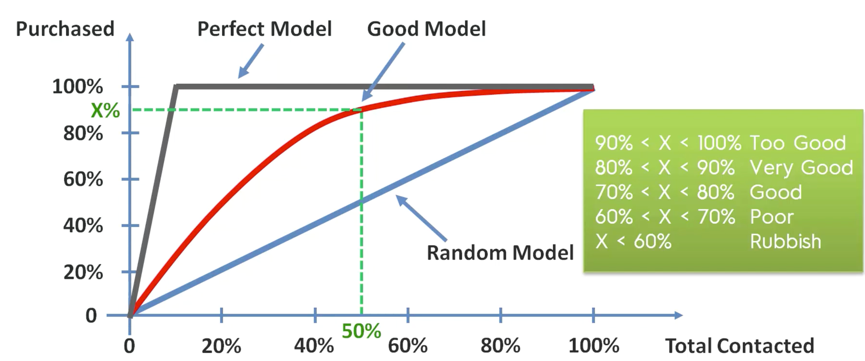 Purchased
Perfect Model
Good Model
100%
X%
80%
60%
40%
20%
0
90% < X < 100% Too Good
80% < X < 90% Very Good
70% < X < 80% Good
60% < X < 70% Poor
X < 60% Rubbish
Random Model
50%
0 20% 40% 60% 80% 100% Total Contacted